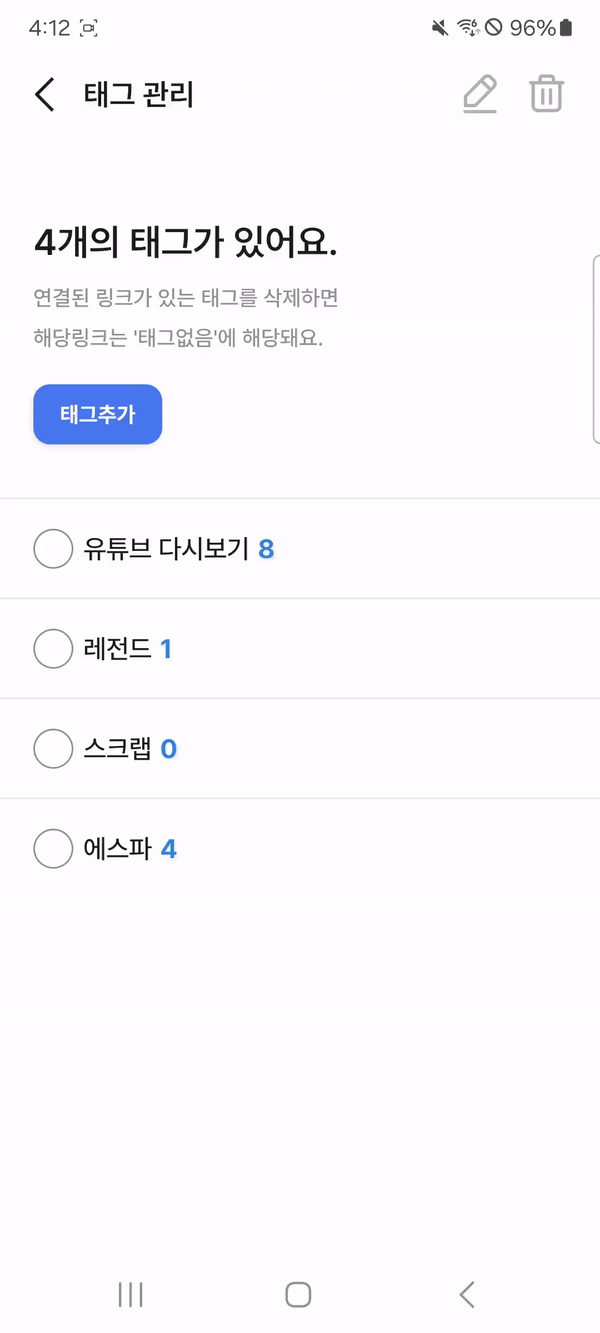 4:12 96%
태그 관리
4개의 태그가 있어요.
연결된 링크가 있는 태그를 삭제하면
해당링크는 '태그없음'에 해당돼요.
태그추가
유튜브 다시보기 8
레전드 1
스크랩 0
에스파 4